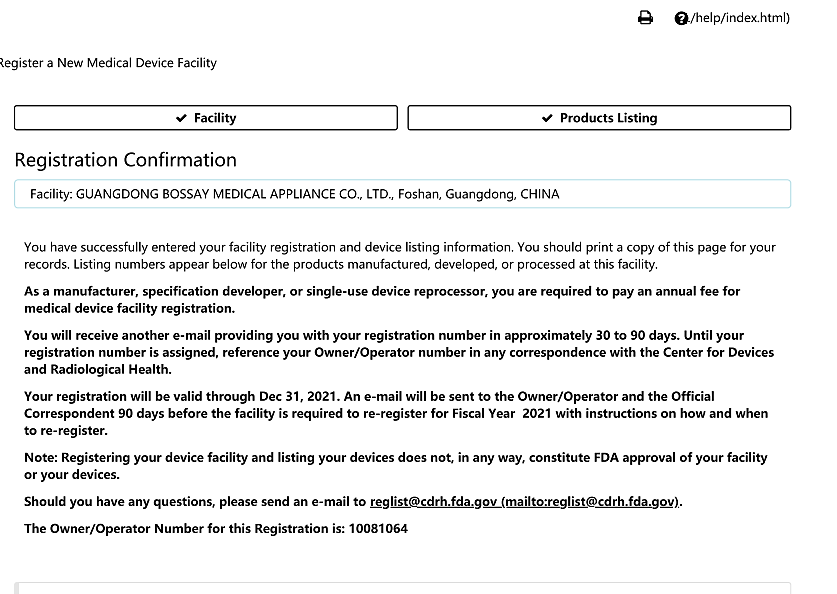 /help/index.html)
Register a New Medical Device Facility
Facility
Products Listing
Registration Confirmation
Facility: GUANGDONG BOSSAY MEDICAL APPLIANCE CO., LTD., Foshan, Guangdong, CHINA
You have successfully entered your facility registration and device listing information. You should print a copy of this page for your
records. Listing numbers appear below for the products manufactured, developed, or processed at this facility.
As a manufacturer, specification developer, or single-use device reprocessor, you are required to pay an annual fee for
medical device facility registration.
You will receive another e-mail providing you with your registration number in approximately 30 to 90 days. Until your
registration number is assigned, reference your Owner/Operator number in any correspondence with the Center for Devices
and Radiological Health.
Your registration will be valid through Dec 31, 2021. An e-mail will be sent to the Owner/Operator and the Official
Correspondent 90 days before the facility is required to re-register for Fiscal Year 2021 with instructions on how and when
to re-register.
Note: Registering your device facility and listing your devices does not, in any way, constitute FDA approval of your facility
or your devices.
Should you have any questions, please send an e-mail to reglist@cdrh.fda.gov (mailto:reglist@cdrh.fda.gov).
The Owner/Operator Number for this Registration is: 10081064